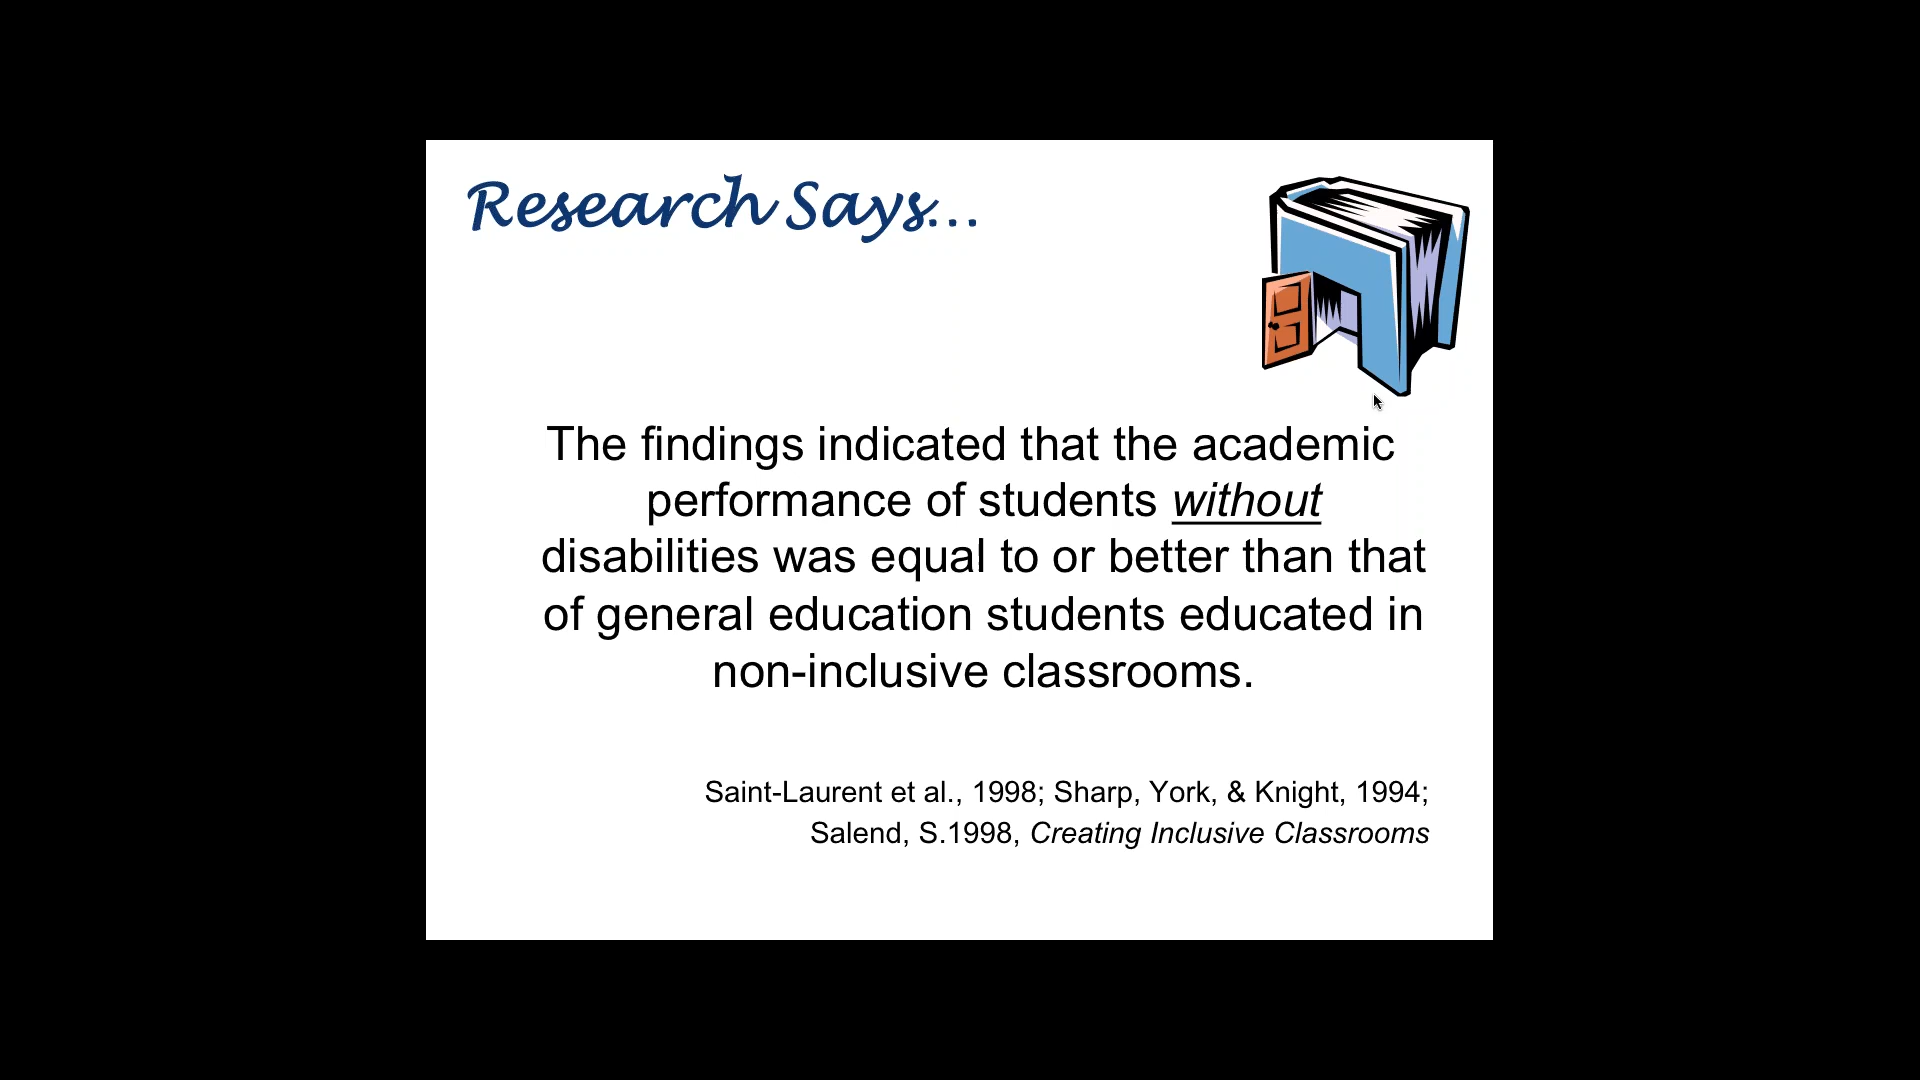 Research Says...
The findings indicated that the academic
performance of students without
disabilities was equal to or better than that
of general education students educated in
non-inclusive classrooms.
Saint-Laurent et al., 1998; Sharp, York, & Knight, 1994;
Salend, S.1998, Creating Inclusive Classrooms